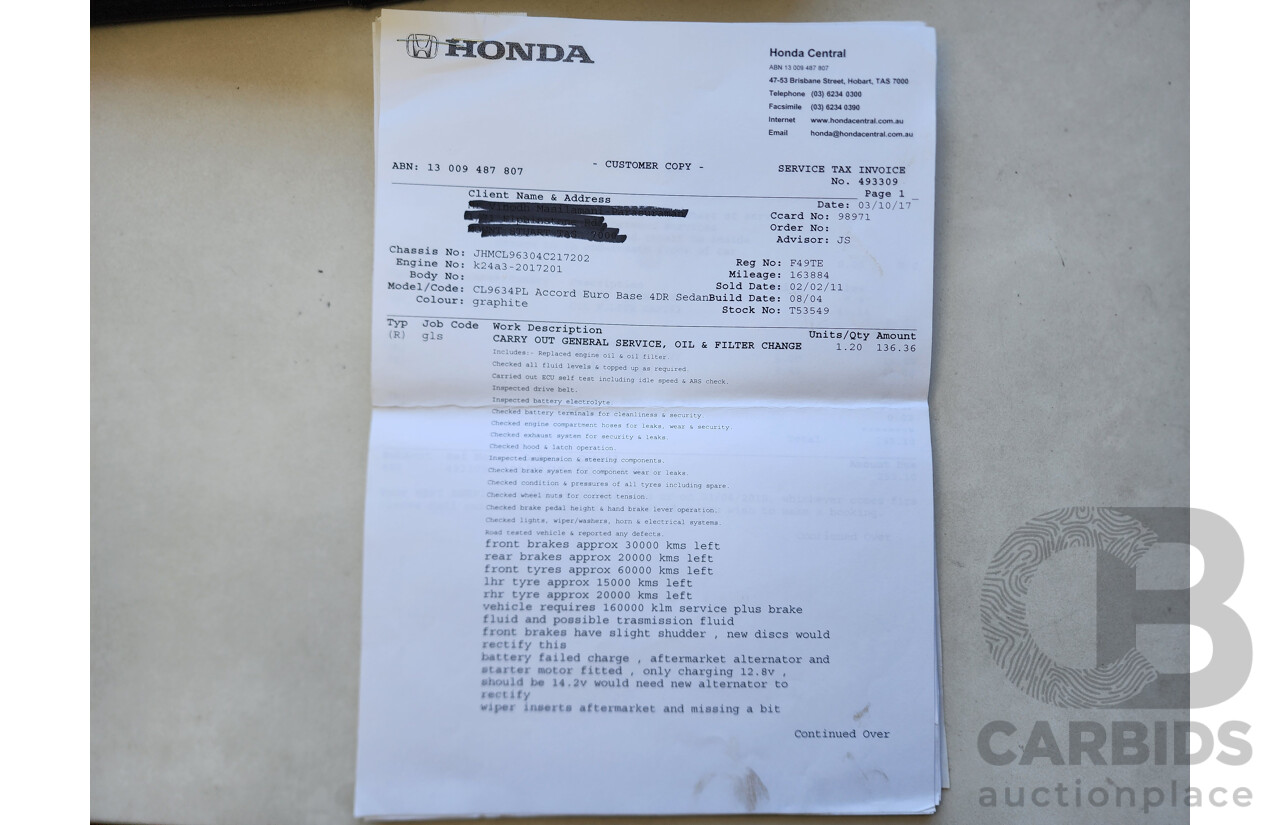 HONDA
Honda Central
ABN 13 009 487 807
47-53 Brisbane Street, Hobart, TAS 7000
Telephone (03) 6234 0300
Facsimile (03) 6234 0390
Internet www.hondacentral.com.au
Email honda@hondacentral.com.au
ABN: 13 009 487 807
- CUSTOMER COPY -
SERVICE TAX INVOICE
No. 493309
Page 1
Client Name & Address
Date: 03/10/17
Ccard No: 98971
Order No:
Advisor: JS
Chassis No: JHMCL96304C217202
Engine No: k24a3-2017201
Body No:
Model/Code: CL9634PL Accord Euro Base 4DR Sedan
Colour: graphite
Reg No: F49TE
Mileage: 163884
Sold Date: 02/02/11
Build Date: 08/04
Stock No: T53549
Typ Job Code Work Description Units/Qty Amount
(R) gls CARRY OUT GENERAL SERVICE, OIL & FILTER CHANGE 1.20 136.36
Includes:- Replaced engine oil & oil filter.
Checked all fluid levels & topped up as required.
Carried out ECU self test including idle speed & ABS check.
Inspected drive belt.
Inspected battery electrolyte.
Checked battery terminals for cleanliness & security
Checked engine compartment hoses for leaks, wear & security.
Checked exhaust system for security & leaks.
Checked hood & latch operation.
Inspected suspension & steering components.
Checked brake system for component wear or leaks.
Checked condition & pressures of all tyres including spare.
Checked wheel nuts for correct tension.
Checked brake pedal height & hand brake lever operation.
Checked lights, wiper/washers, horn & electrical systems.
Road tested vehicle & reported any defects.
front brakes approx 30000 kms left
rear brakes approx 20000 kms left
front tyres approx 60000 kms left
lhr tyre approx 15000 kms left
rhr tyre approx 20000 kms left
vehicle requires 160000 klm service plus brake
fluid and possible trasmission fluid
front brakes have slight shudder , new discs would
rectify this
battery failed charge , aftermarket alternator and
starter motor fitted , only charging 12.8v ,
should be 14.2v would need new alternator to
rectify
wiper inserts aftermarket and missing a bit
Continued Over
CB
CARBIDS
auctionplace